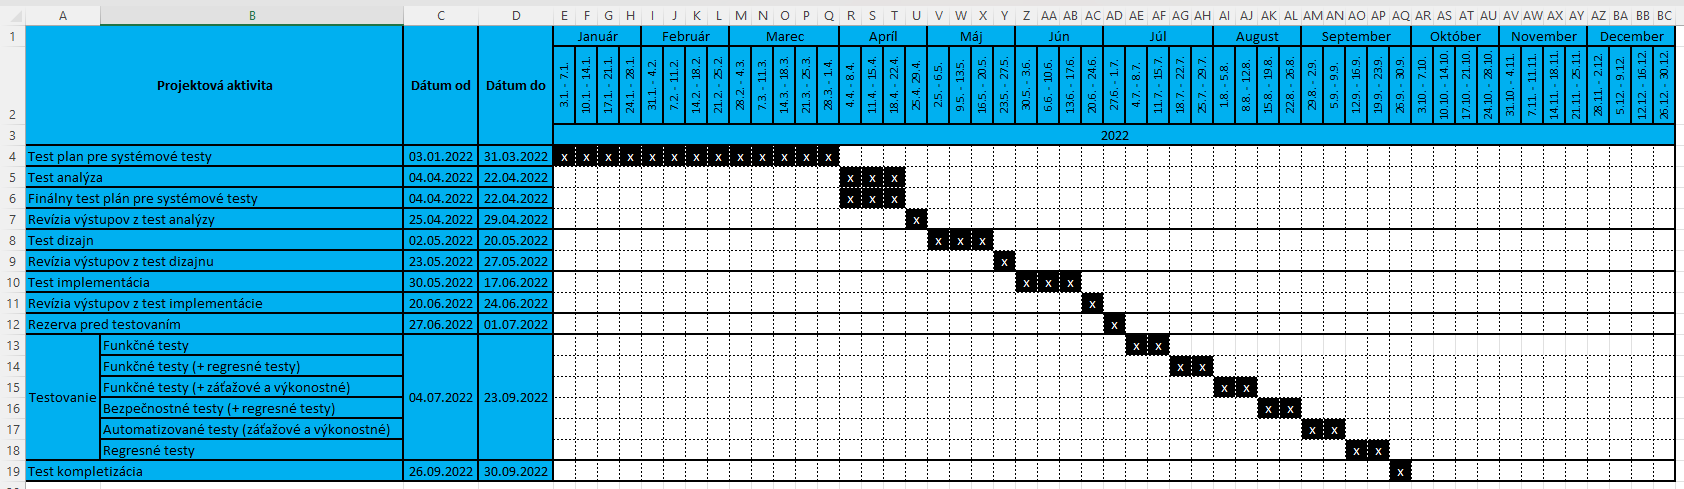 A B C D E F G H I J K L M N O P Q R S T U V W X Y Z AA AB AC AD AE AF AG AH AI AJ AK AL AM AN AO AP AQ AR AS AT AU AV AW AX AY AZ BA BB BC
1 Január Február Marec Apríl Máj Jún Júl August September Október November December
Projektová aktivita Dátum od Dátum do
2 3.1. - 7.1. 10.1. - 14.1. 17.1. - 21.1. 24.1. - 28.1. 31.1. - 4.2. 7.2. - 11.2. 14.2. - 18.2. 21.2. - 25.2. 28.2. - 4.3. 7.3. - 11.3. 14.3. - 18.3. 21.3. - 25.3. 28.3. - 1.4. 4.4. - 8.4. 11.4. - 15.4. 18.4. - 22.4. 25.4. - 29.4. 2.5. - 6.5. 9.5. - 13.5. 16.5. - 20.5. 23.5. - 27.5. 30.5. - 3.6. 6.6. - 10.6. 13.6. - 17.6. 20.6. - 24.6. 27.6. - 1.7. 4.7. - 8.7. 11.7. - 15.7. 18.7. - 22.7. 25.7. - 29.7. 1.8. - 5.8. 8.8. - 12.8. 15.8. - 19.8. 22.8. - 26.8. 29.8. - 2.9. 5.9. - 9.9. 12.9. - 16.9. 19.9. - 23.9. 26.9. - 30.9. 3.10. - 7.10. 10.10. - 14.10. 17.10. - 21.10. 24.10. - 28.10. 31.10. - 4.11. 7.11. - 11.11. 14.11. - 18.11. 21.11. - 25.11. 28.11. - 2.12. 5.12. - 9.12. 12.12. - 16.12. 26.12. - 30.12.
3 2022
4 Test plan pre systémové testy 03.01.2022 31.03.2022 x x x x x x x x x x x x x
5 Test analýza 04.04.2022 22.04.2022 x x x
6 Finálny test plán pre systémové testy 04.04.2022 22.04.2022 x x x
7 Revízia výstupov z test analýzy 25.04.2022 29.04.2022 x
8 Test dizajn 02.05.2022 20.05.2022 x x x
9 Revízia výstupov z test dizajnu 23.05.2022 27.05.2022 x
10 Test implementácia 30.05.2022 17.06.2022 x x x
11 Revízia výstupov z test implementácie 20.06.2022 24.06.2022 x
12 Rezerva pred testovaním 27.06.2022 01.07.2022 x
13 Funkčné testy x x
14 Funkčné testy (+ regresné testy) x x
15 Funkčné testy (+ záťažové a výkonostné) x x
Testovanie 04.07.2022 23.09.2022
16 Bezpečnostné testy (+ regresné testy) x x
17 Automatizované testy (záťažové a výkonostné) x x
18 Regresné testy x x
19 Test kompletizácia 26.09.2022 30.09.2022 x